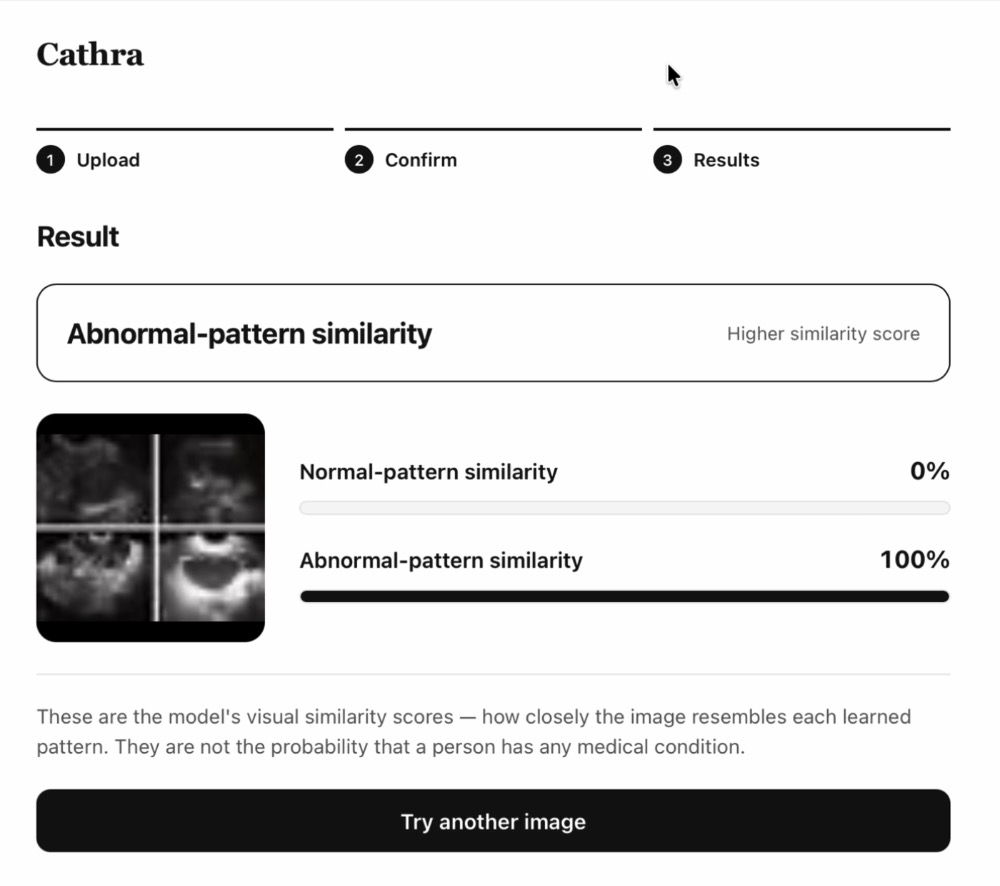 Cathra
1 Upload
2 Confirm
3 Results
Result
Abnormal-pattern similarity
Higher similarity score
Normal-pattern similarity 0%
Abnormal-pattern similarity 100%
These are the model's visual similarity scores — how closely the image resembles each learned
pattern. They are not the probability that a person has any medical condition.
Try another image